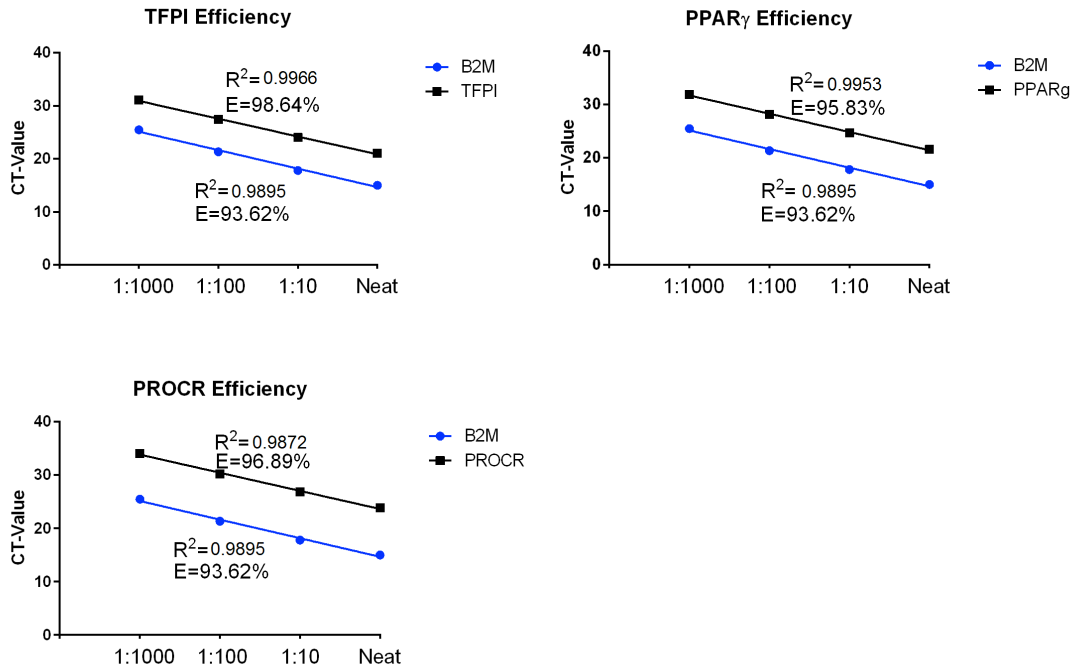 TFPI Efficiency
40
30
20
10
0
CT-Value
R²= 0.9966
E=98.64%
R²= 0.9895
E=93.62%
1:1000 1:100 1:10 Neat
B2M
TFPI
PPARγ Efficiency
40
30
20
10
0
CT-Value
R²= 0.9953
E=95.83%
R²= 0.9895
E=93.62%
1:1000 1:100 1:10 Neat
B2M
PPARg
PROCR Efficiency
40
30
20
10
0
CT-Value
R²= 0.9872
E=96.89%
R²=0.9895
E=93.62%
1:1000 1:100 1:10 Neat
B2M
PROCR